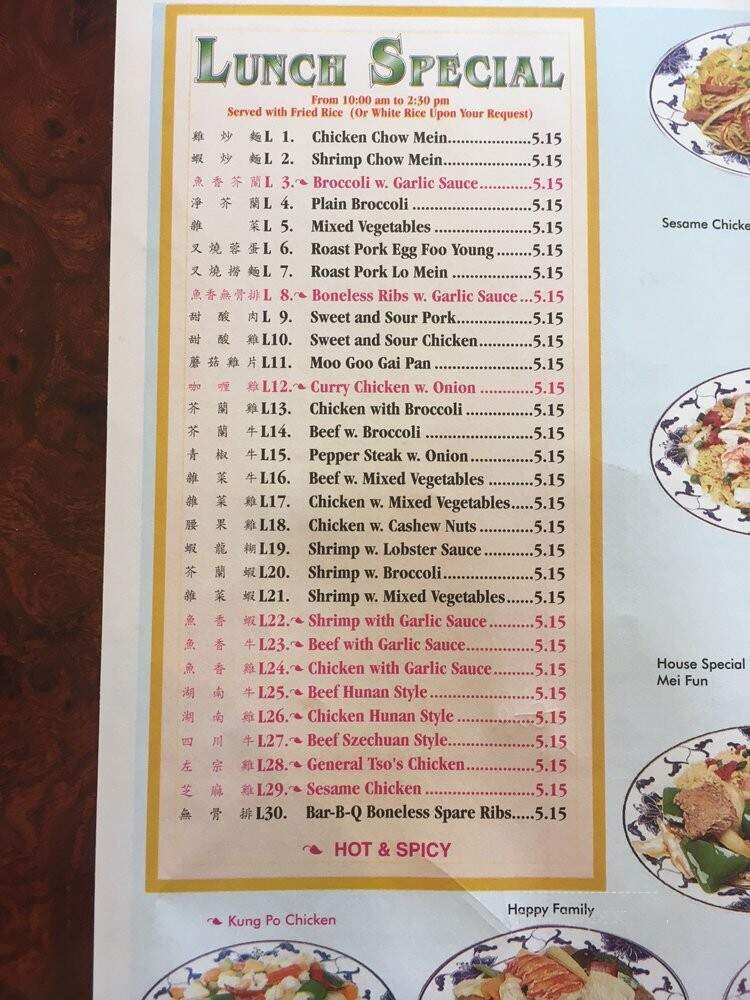 LUNCH SPECIAL
From 10:00 am to 2:30 pm
Served with Fried Rice (Or White Rice Upon Your Request)
雞炒麵 L 1. Chicken Chow Mein.....................5.15
蝦炒麵 L 2. Shrimp Chow Mein......................5.15
魚香芥蘭 L 3. Broccoli w. Garlic Sauce.............5.15
淨芥蘭 L 4. Plain Broccoli .............................5.15
雜菜 L 5. Mixed Vegetables ........................5.15
叉燒蓉蛋 L 6. Roast Pork Egg Foo Young ........5.15
叉燒撈麵 L 7. Roast Pork Lo Mein ....................5.15
魚香無骨排 L 8. Boneless Ribs w. Garlic Sauce ...5.15
甜酸肉 L 9. Sweet and Sour Pork...................5.15
甜酸雞 L10. Sweet and Sour Chicken..............5.15
蘑菇雞片 L11. Moo Goo Gai Pan .......................5.15
咖喱雞 L12. Curry Chicken w. Onion .............5.15
芥蘭雞 L13. Chicken with Broccoli .................5.15
芥蘭牛 L14. Beef w. Broccoli ..........................5.15
青椒牛 L15. Pepper Steak w. Onion................5.15
雜菜牛 L16. Beef w. Mixed Vegetables ...........5.15
雜菜雞 L17. Chicken w. Mixed Vegetables.....5.15
腰果雞 L18. Chicken w. Cashew Nuts .............5.15
蝦龍糊 L19. Shrimp w. Lobster Sauce ............5.15
芥蘭蝦 L20. Shrimp w. Broccoli.....................5.15
雜菜蝦 L21. Shrimp w. Mixed Vegetables......5.15
魚香蝦 L22. Shrimp with Garlic Sauce ...........5.15
魚香牛 L23. Beef with Garlic Sauce................5.15
魚香雞 L24. Chicken with Garlic Sauce..........5.15
湖南牛 L25. Beef Hunan Style.........................5.15
湖南雞 L26. Chicken Hunan Style ..................5.15
四川牛 L27. Beef Szechuan Style....................5.15
左宗雞 L28. General Tso's Chicken................5.15
芝麻雞 L29. Sesame Chicken .........................5.15
無骨排 L30. Bar-B-Q Boneless Spare Ribs.....5.15
HOT & SPICY
Sesame Chicke
House Special
Mei Fun
Kung Po Chicken
Happy Family